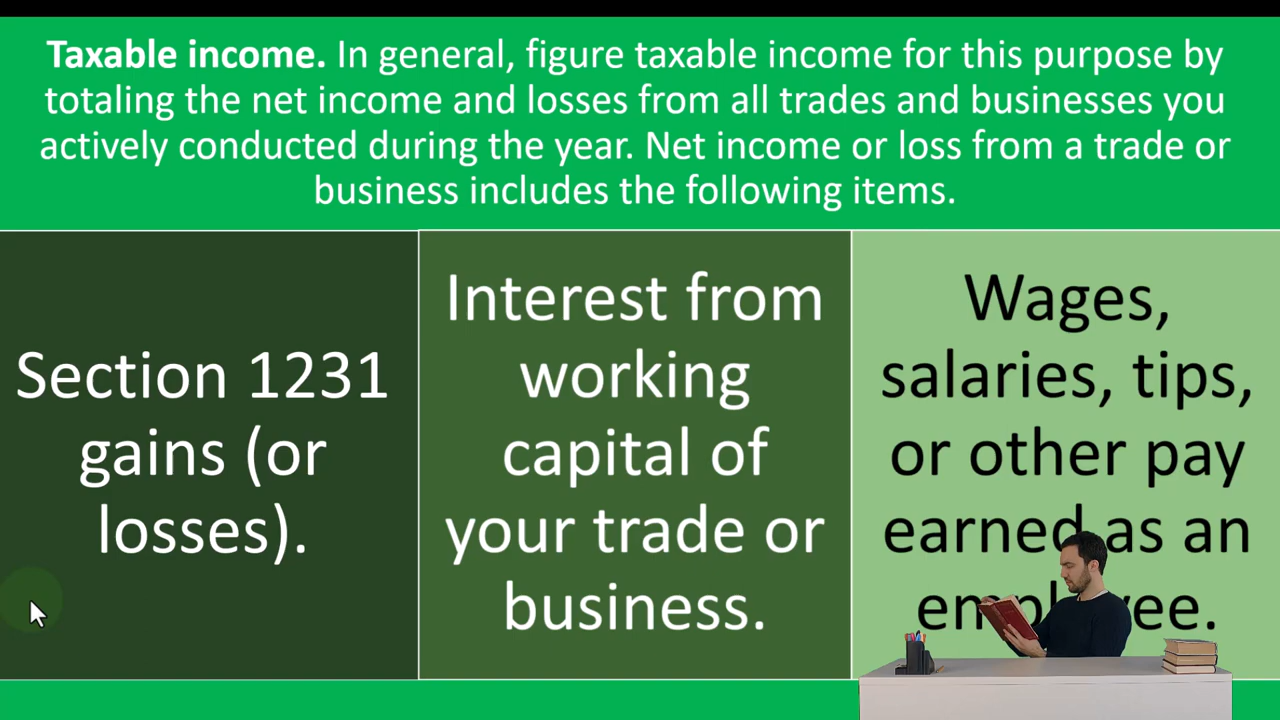 Taxable income. In general, figure taxable income for this purpose by
totaling the net income and losses from all trades and businesses you
actively conducted during the year. Net income or loss from a trade or
business includes the following items.
Section 1231
gains (or
losses).
Interest from
working
capital of
your trade or
business.
Wages,
salaries, tips,
or other pay
earned as an
employee.